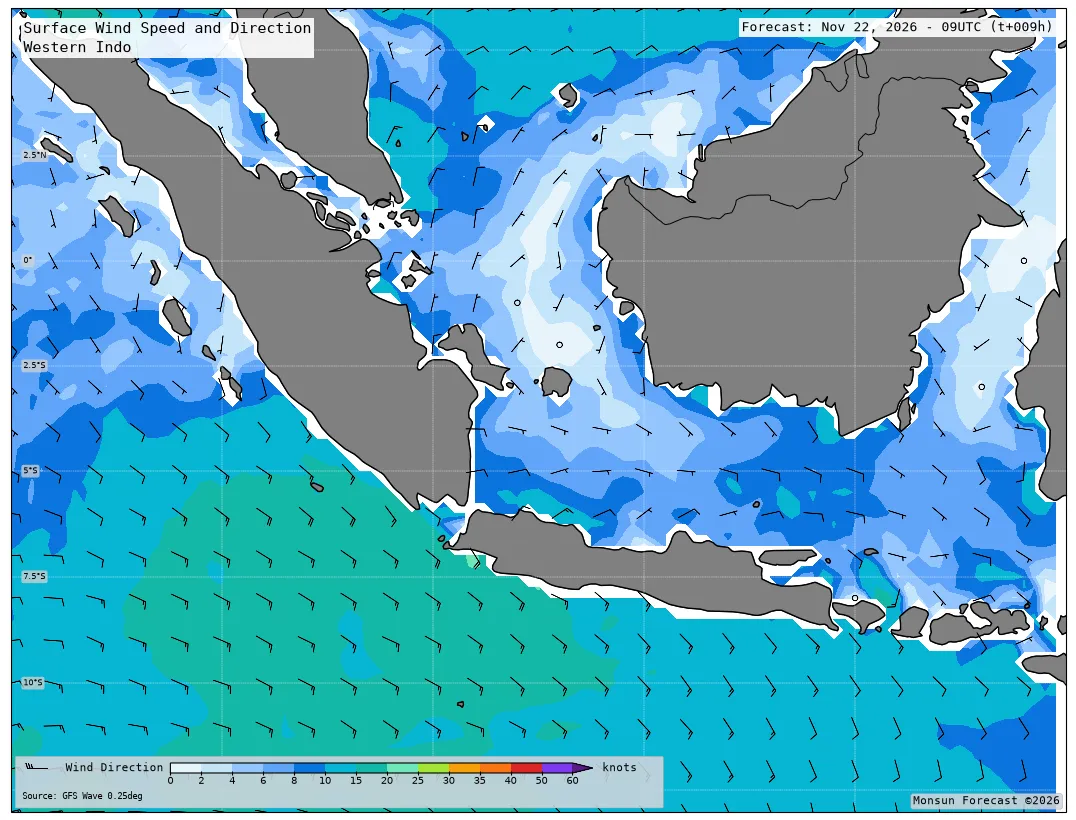 Surface Wind Speed and Direction
Western Indo
Forecast: Nov 22, 2026 - 09UTC (t+009h)
2.5°N
0°
2.5°S
5°S
7.5°S
10°S
Wind Direction
0 2 4 6 8 10 15 20 25 30 35 40 50 60
knots
Source: GFS Wave 0.25deg
Monsun Forecast ©2026